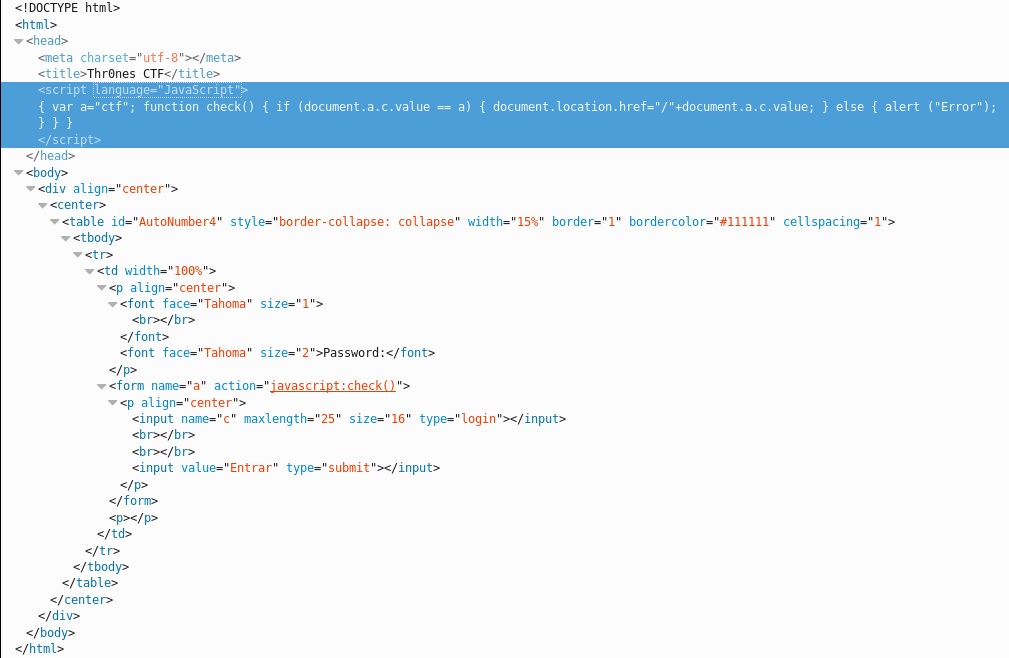 <!DOCTYPE html>
<html>
<head>
<meta charset="utf-8"></meta>
<title>Thr0nes CTF</title>
<script language="JavaScript">
{ var a="ctf"; function check() { if (document.a.c.value == a) { document.location.href="/"+document.a.c.value; } else { alert ("Error");
} } }
</script>
</head>
<body>
<div align="center">
<center>
<table id="AutoNumber4" style="border-collapse: collapse" width="15%" border="1" bordercolor="#111111" cellspacing="1">
<tbody>
<tr>
<td width="100%">
<p align="center">
<font face="Tahoma" size="1">
<br></br>
</font>
<font face="Tahoma" size="2">Password:</font>
</p>
<form name="a" action="javascript:check()">
<p align="center">
<input name="c" maxlength="25" size="16" type="login"></input>
<br></br>
<br></br>
<input value="Entrar" type="submit"></input>
</p>
</form>
<p></p>
</td>
</tr>
</tbody>
</table>
</center>
</div>
</body>
</html>